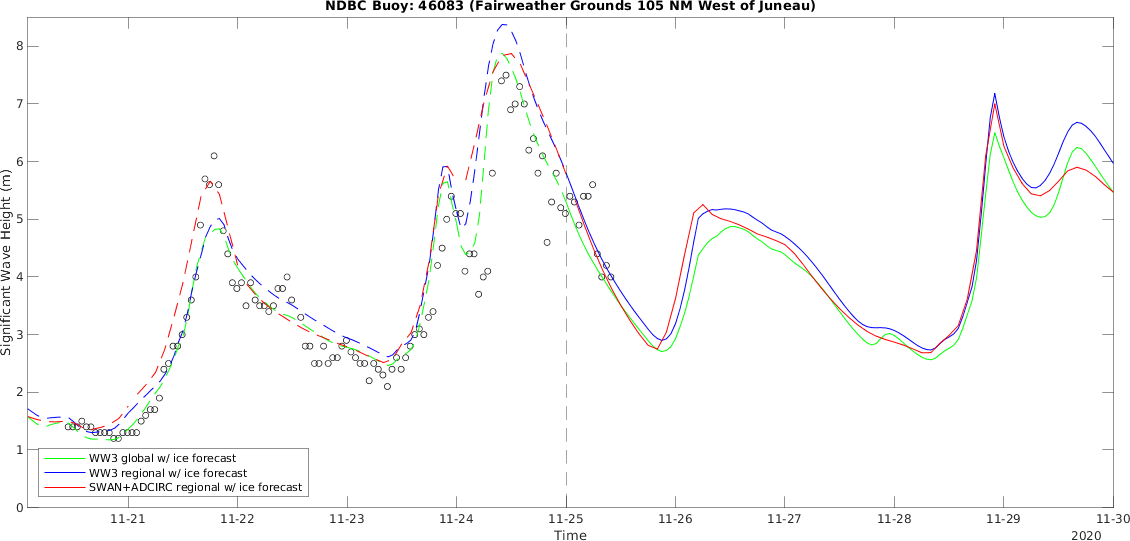 NDBC Buoy: 46083 (Fairweather Grounds 105 NM West of Juneau)
Significant Wave Height (m)
8
7
6
5
4
3
2
1
0
WW3 global w/ ice forecast
WW3 regional w/ ice forecast
SWAN+ADCIRC regional w/ ice forecast
11-21 11-22 11-23 11-24 11-25 11-26 11-27 11-28 11-29 11-30
Time
2020